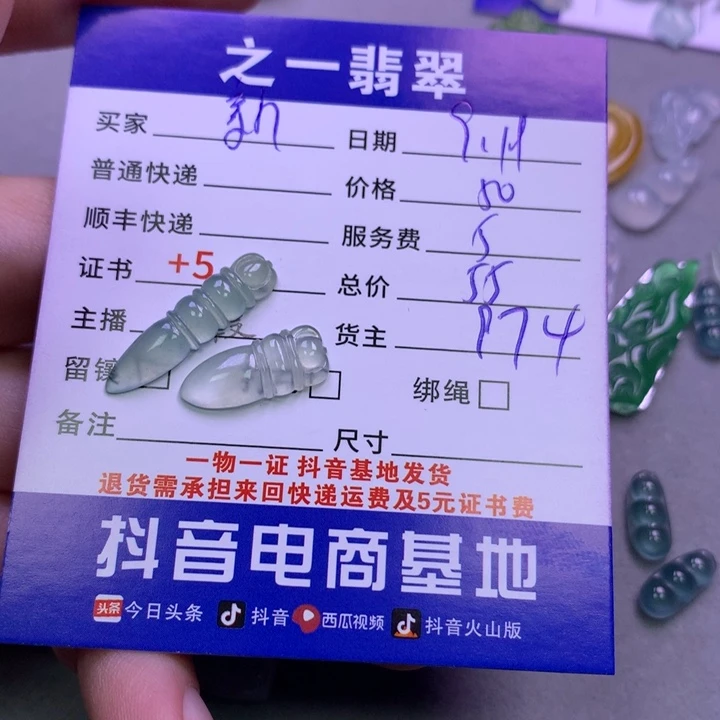 之一翡翠
买家 新 日期 9.11
普通快递 价格 50
顺丰快递 服务费 5
证书 +5 总价 55
主播 货主 P74
留镶 绑绳
备注 尺寸
一物一证 抖音基地发货
退货需承担来回快递运费及5元证书费
抖音电商基地
头条 今日头条 抖音 西瓜视频 抖音火山版